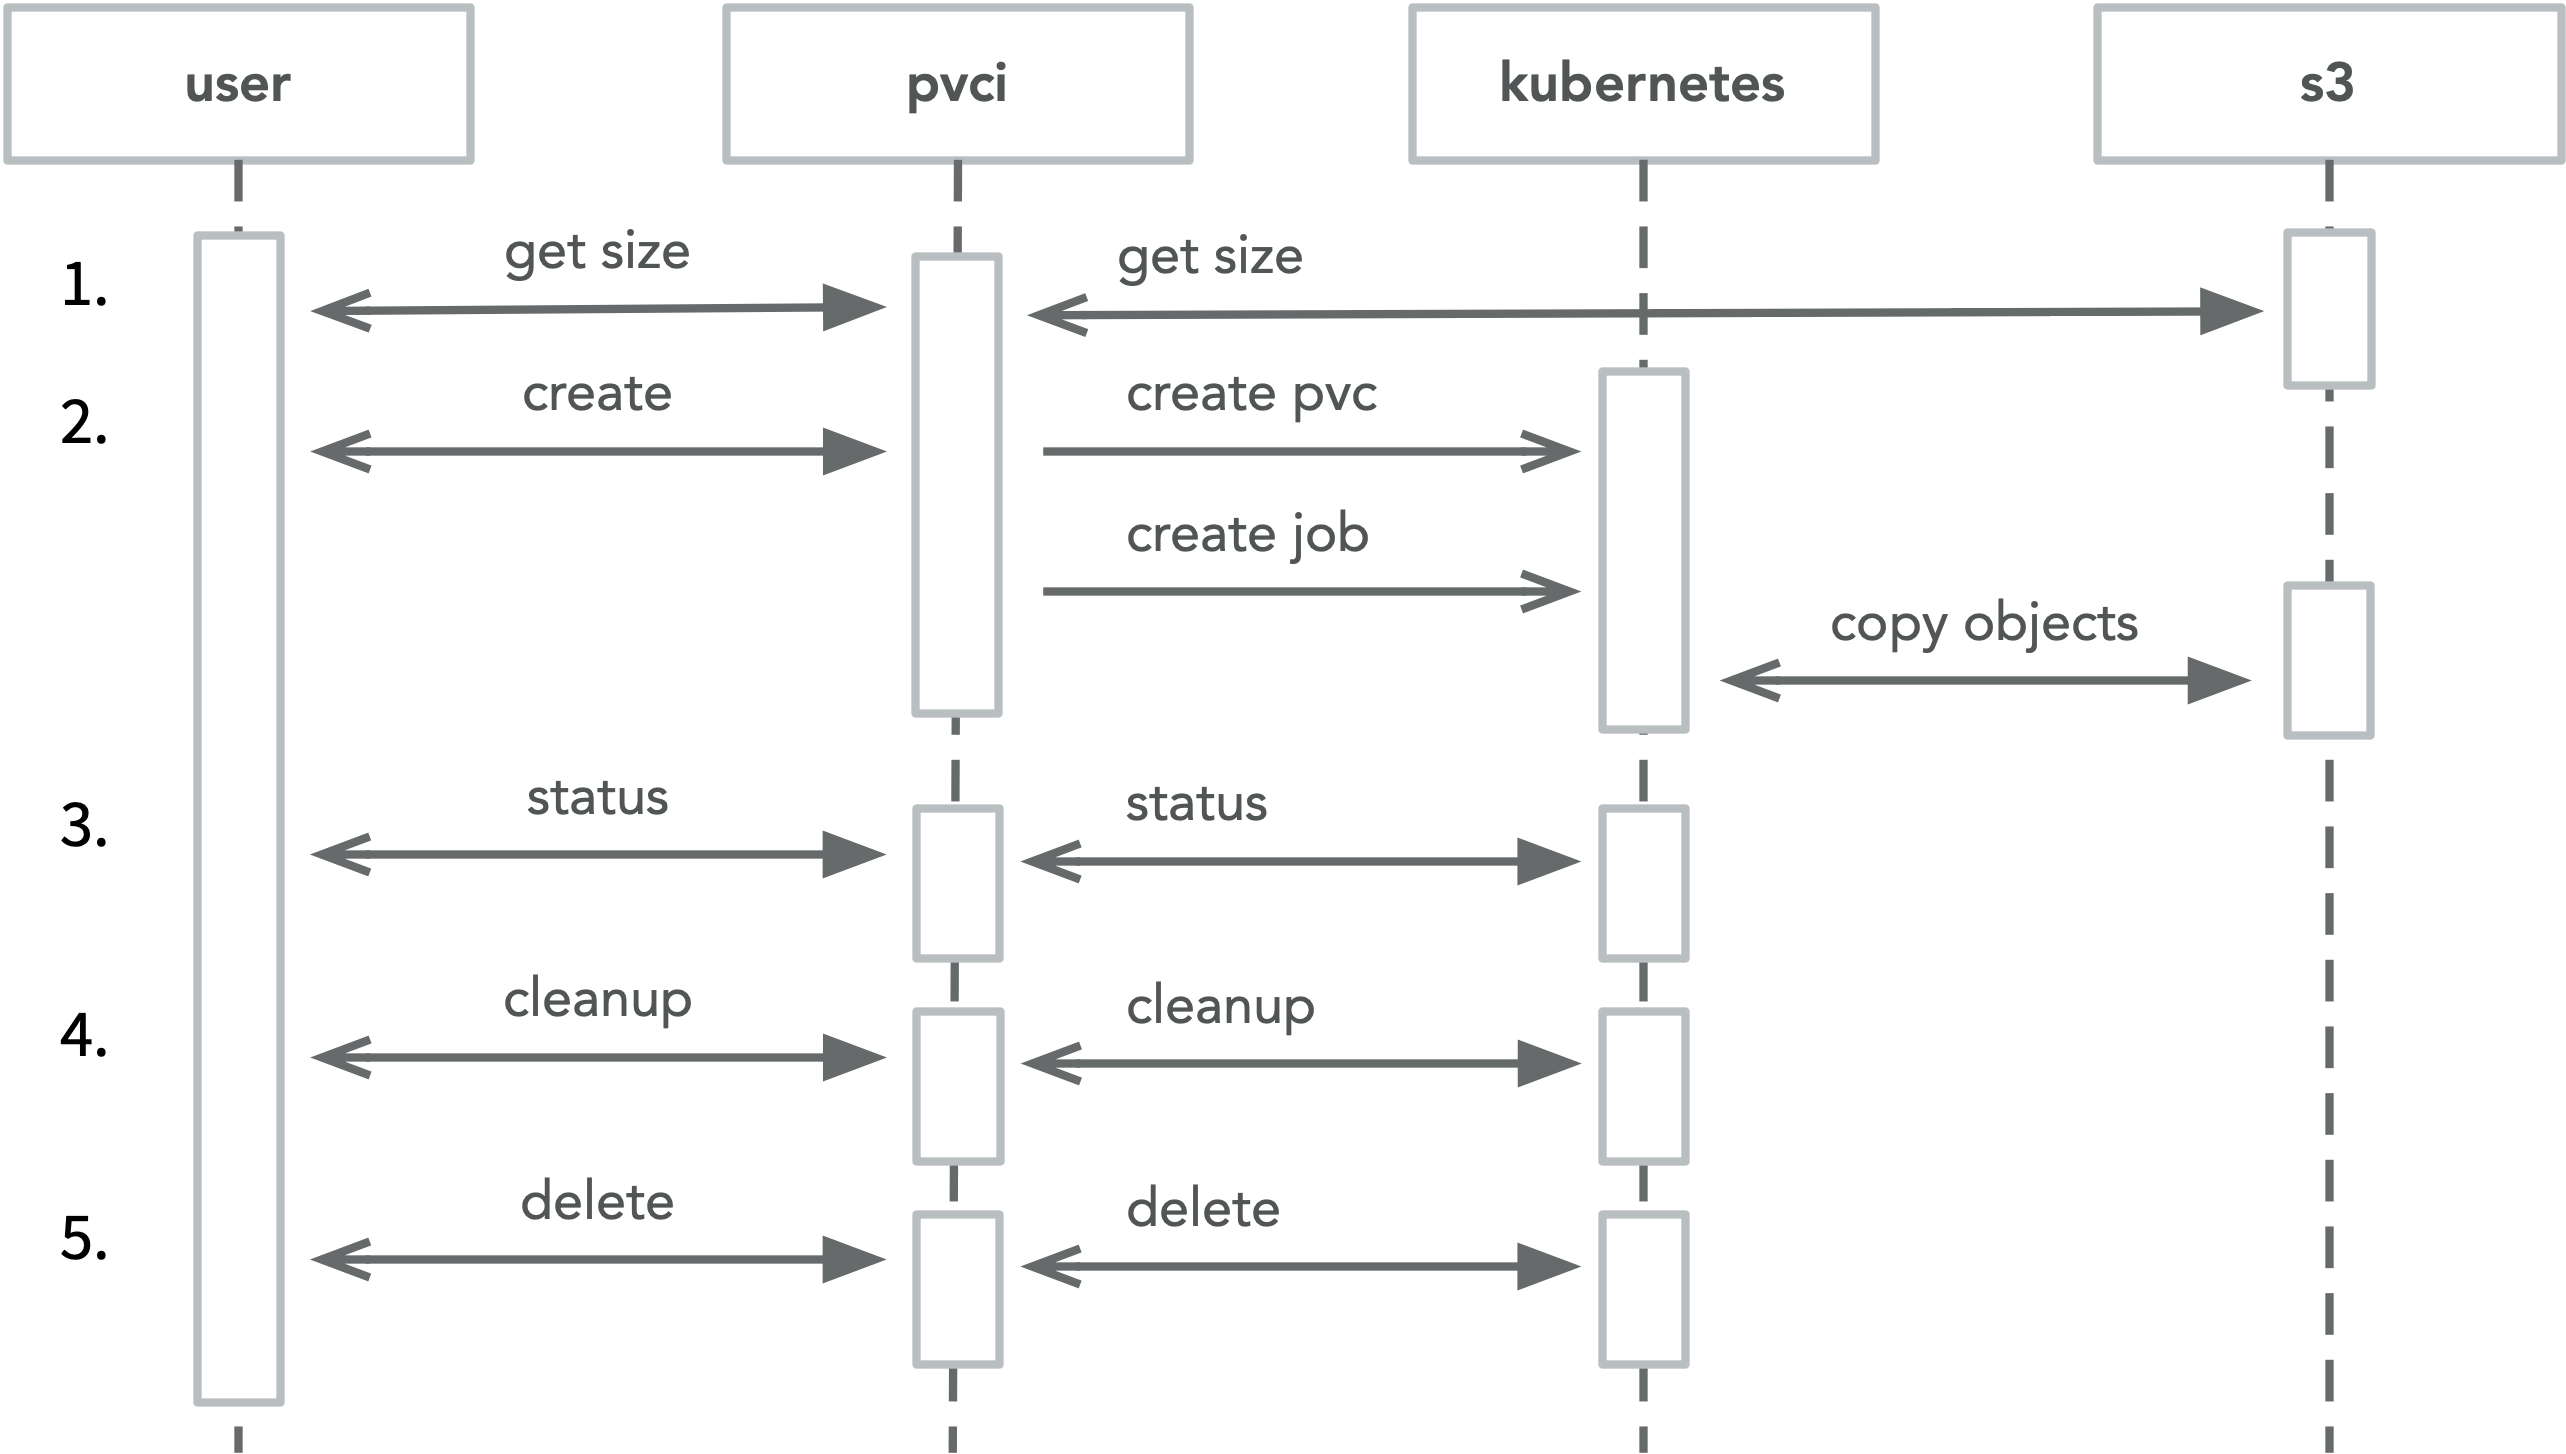 user
pvci
kubernetes
s3
1.
get size
get size
2.
create
create pvc
create job
copy objects
3.
status
status
4.
cleanup
cleanup
5.
delete
delete